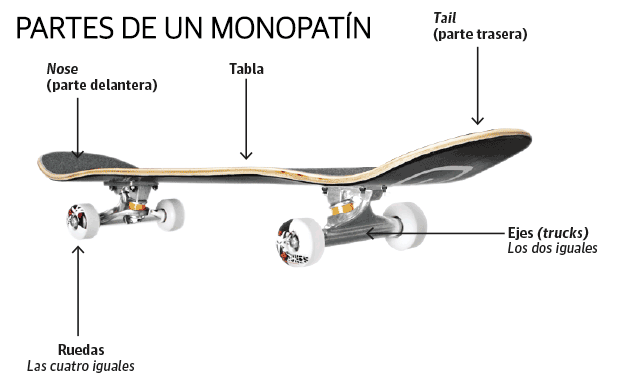 PARTES DE UN MONOPATÍN
Tail
(parte trasera)
Nose
(parte delantera)
Tabla
Ejes (trucks)
Los dos iguales
Ruedas
Las cuatro iguales